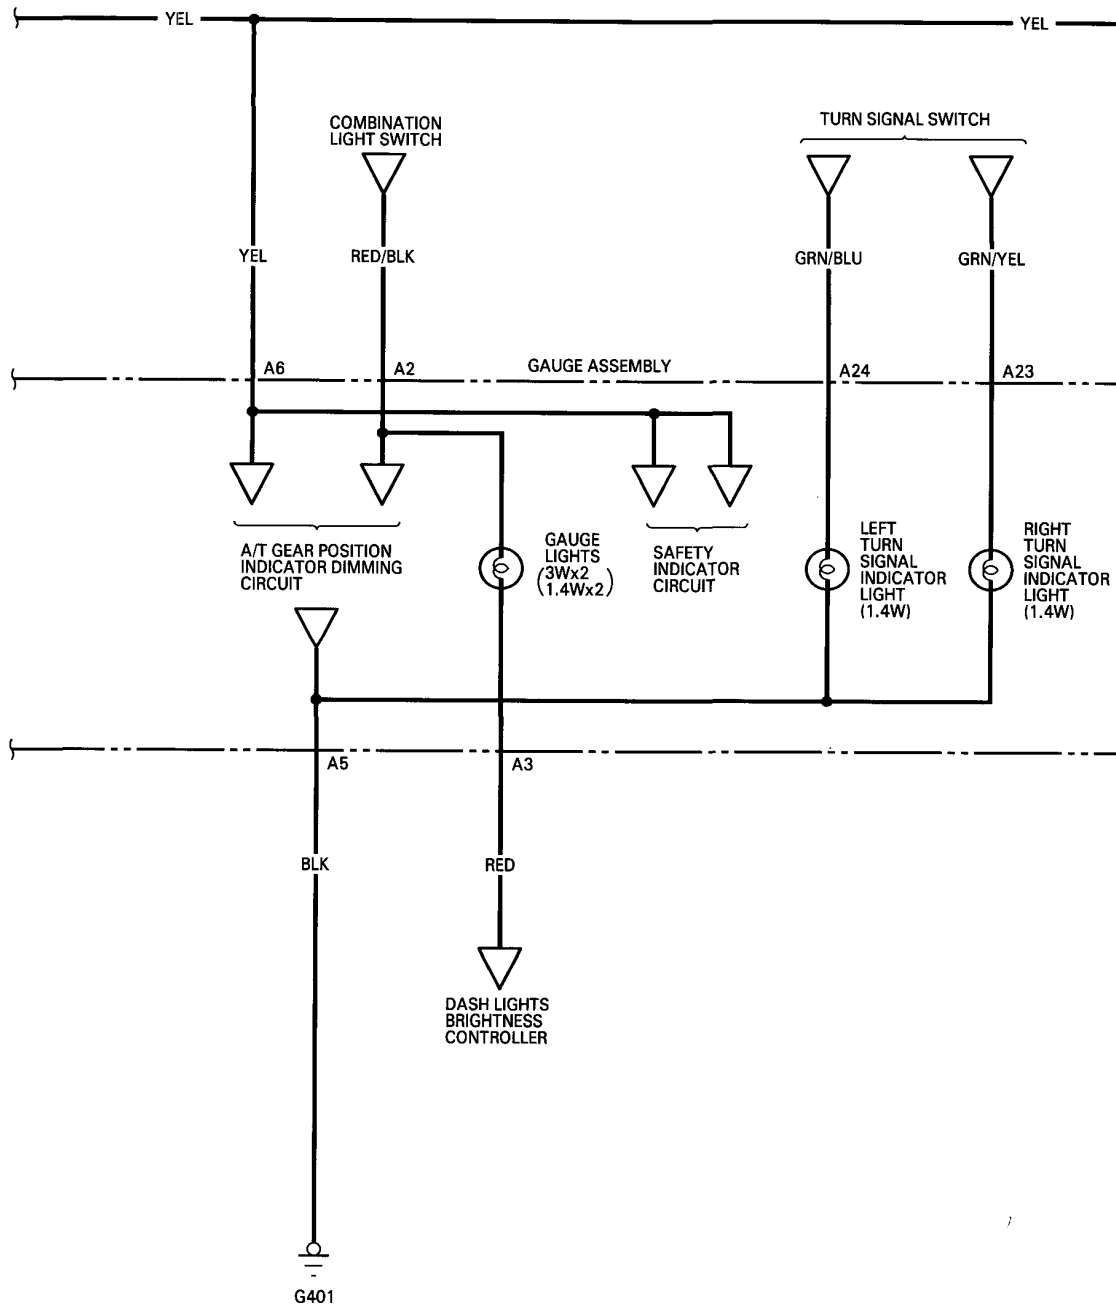 YEL
YEL
COMBINATION
LIGHT SWITCH
TURN SIGNAL SWITCH
YEL
RED/BLK
GRN/BLU
GRN/YEL
A6
A2
GAUGE ASSEMBLY
A24
A23
A/T GEAR POSITION
INDICATOR DIMMING
CIRCUIT
GAUGE
LIGHTS
(3Wx2
1.4Wx2)
SAFETY
INDICATOR
CIRCUIT
LEFT
TURN
SIGNAL
INDICATOR
LIGHT
(1.4W)
RIGHT
TURN
SIGNAL
INDICATOR
LIGHT
(1.4W)
A5
A3
BLK
RED
DASH LIGHTS
BRIGHTNESS
CONTROLLER
G401